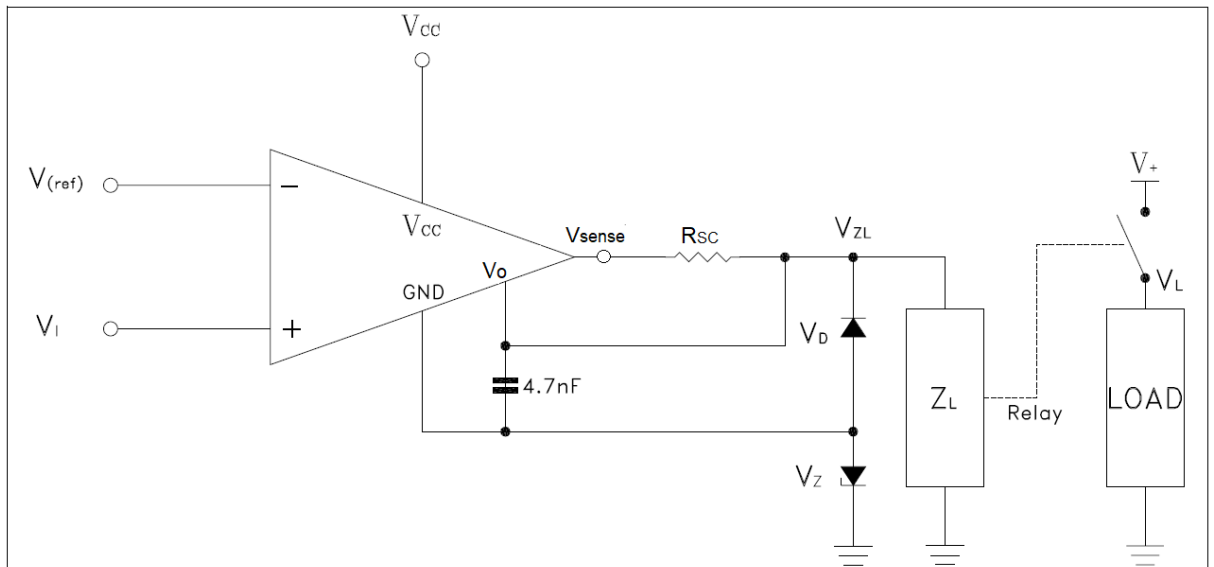 VCC
V(ref)
−
VCC
Vsense
RSC
VZL
V+
Vo
GND
VI
+
VD
VL
4.7nF
ZL
Relay
LOAD
VZ